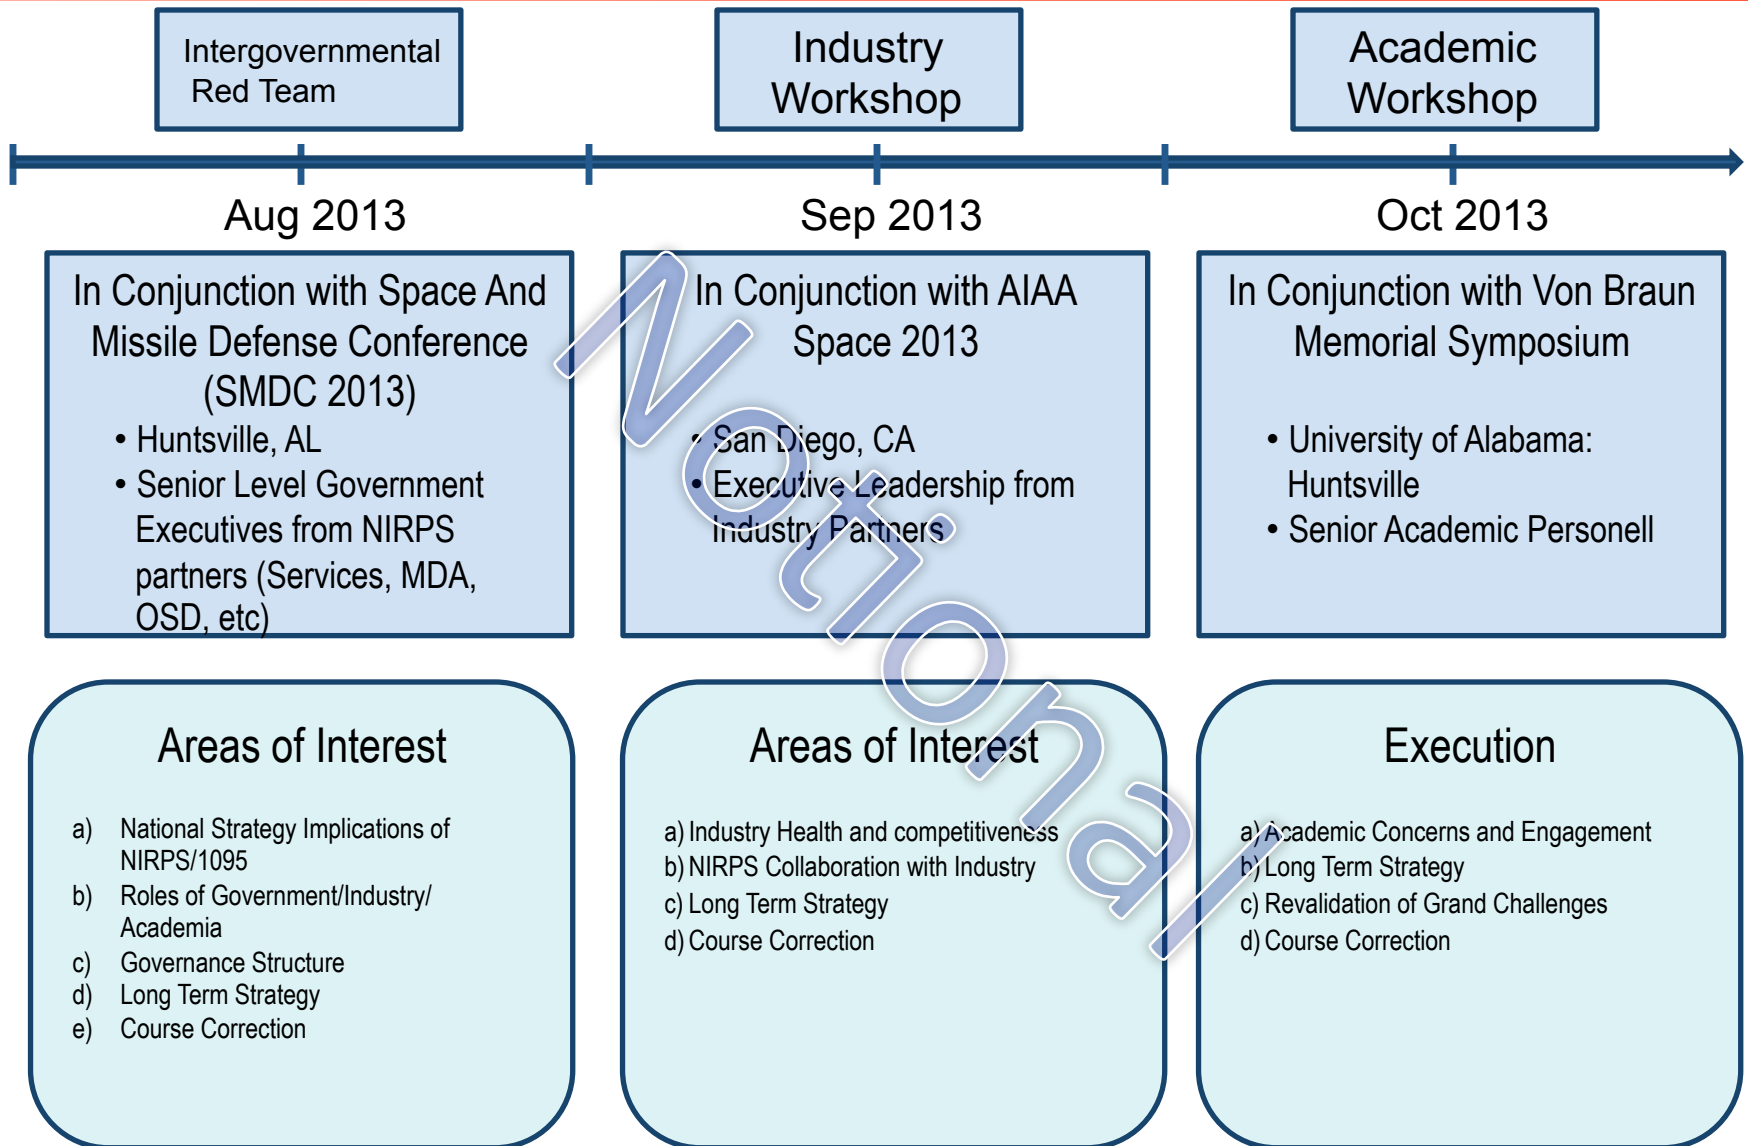 Intergovernmental
Red Team
Industry
Workshop
Academic
Workshop
Aug 2013
Sep 2013
Oct 2013
In Conjunction with Space And
Missile Defense Conference
(SMDC 2013)
• Huntsville, AL
• Senior Level Government
Executives from NIRPS
partners (Services, MDA,
OSD, etc)
In Conjunction with AIAA
Space 2013
• San Diego, CA
• Executive Leadership from
Industry Partners
In Conjunction with Von Braun
Memorial Symposium
• University of Alabama:
Huntsville
• Senior Academic Personell
Notional
Areas of Interest
a) National Strategy Implications of
NIRPS/1095
b) Roles of Government/Industry/
Academia
c) Governance Structure
d) Long Term Strategy
e) Course Correction
Areas of Interest
a) Industry Health and competitiveness
b) NIRPS Collaboration with Industry
c) Long Term Strategy
d) Course Correction
Execution
a) Academic Concerns and Engagement
b) Long Term Strategy
c) Revalidation of Grand Challenges
d) Course Correction